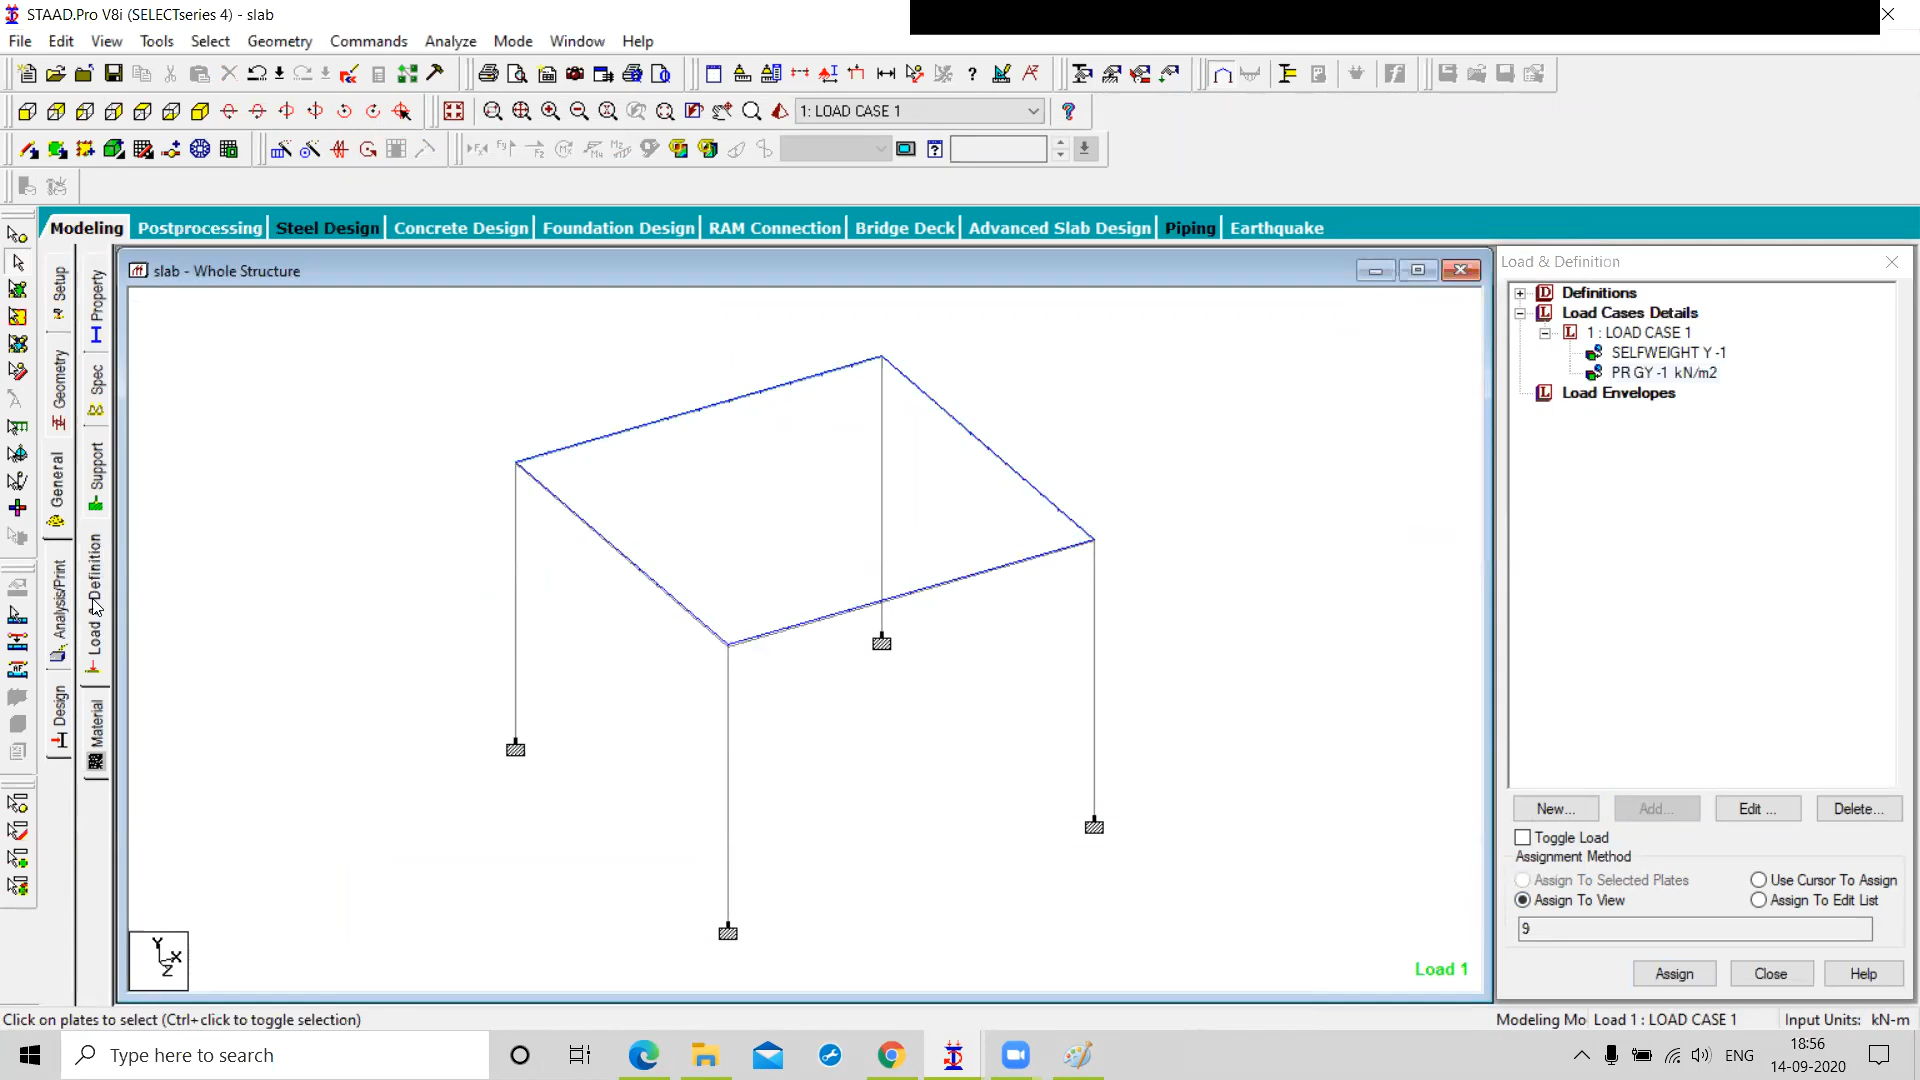 STAAD.Pro V8i (SELECTseries 4) - slab
File Edit View Tools Select Geometry Commands Analyze Mode Window Help
1: LOAD CASE 1
Modeling Postprocessing Steel Design Concrete Design Foundation Design RAM Connection Bridge Deck Advanced Slab Design Piping Earthquake
Setup
Geometry
General
Analysis/Print
Design
Property
Spec
Support
Load & Definition
Material
slab - Whole Structure
Y
X
Z
Load 1
Load & Definition
Definitions
Load Cases Details
1 : LOAD CASE 1
SELFWEIGHT Y -1
PR GY -1 kN/m2
Load Envelopes
New... Add... Edit ... Delete...
Toggle Load
Assignment Method
Assign To Selected Plates Use Cursor To Assign
Assign To View Assign To Edit List
9
Assign Close Help
Click on plates to select (Ctrl+click to toggle selection)
Modeling Mo Load 1 : LOAD CASE 1 Input Units: kN-m
Type here to search
ENG
18:56
14-09-2020